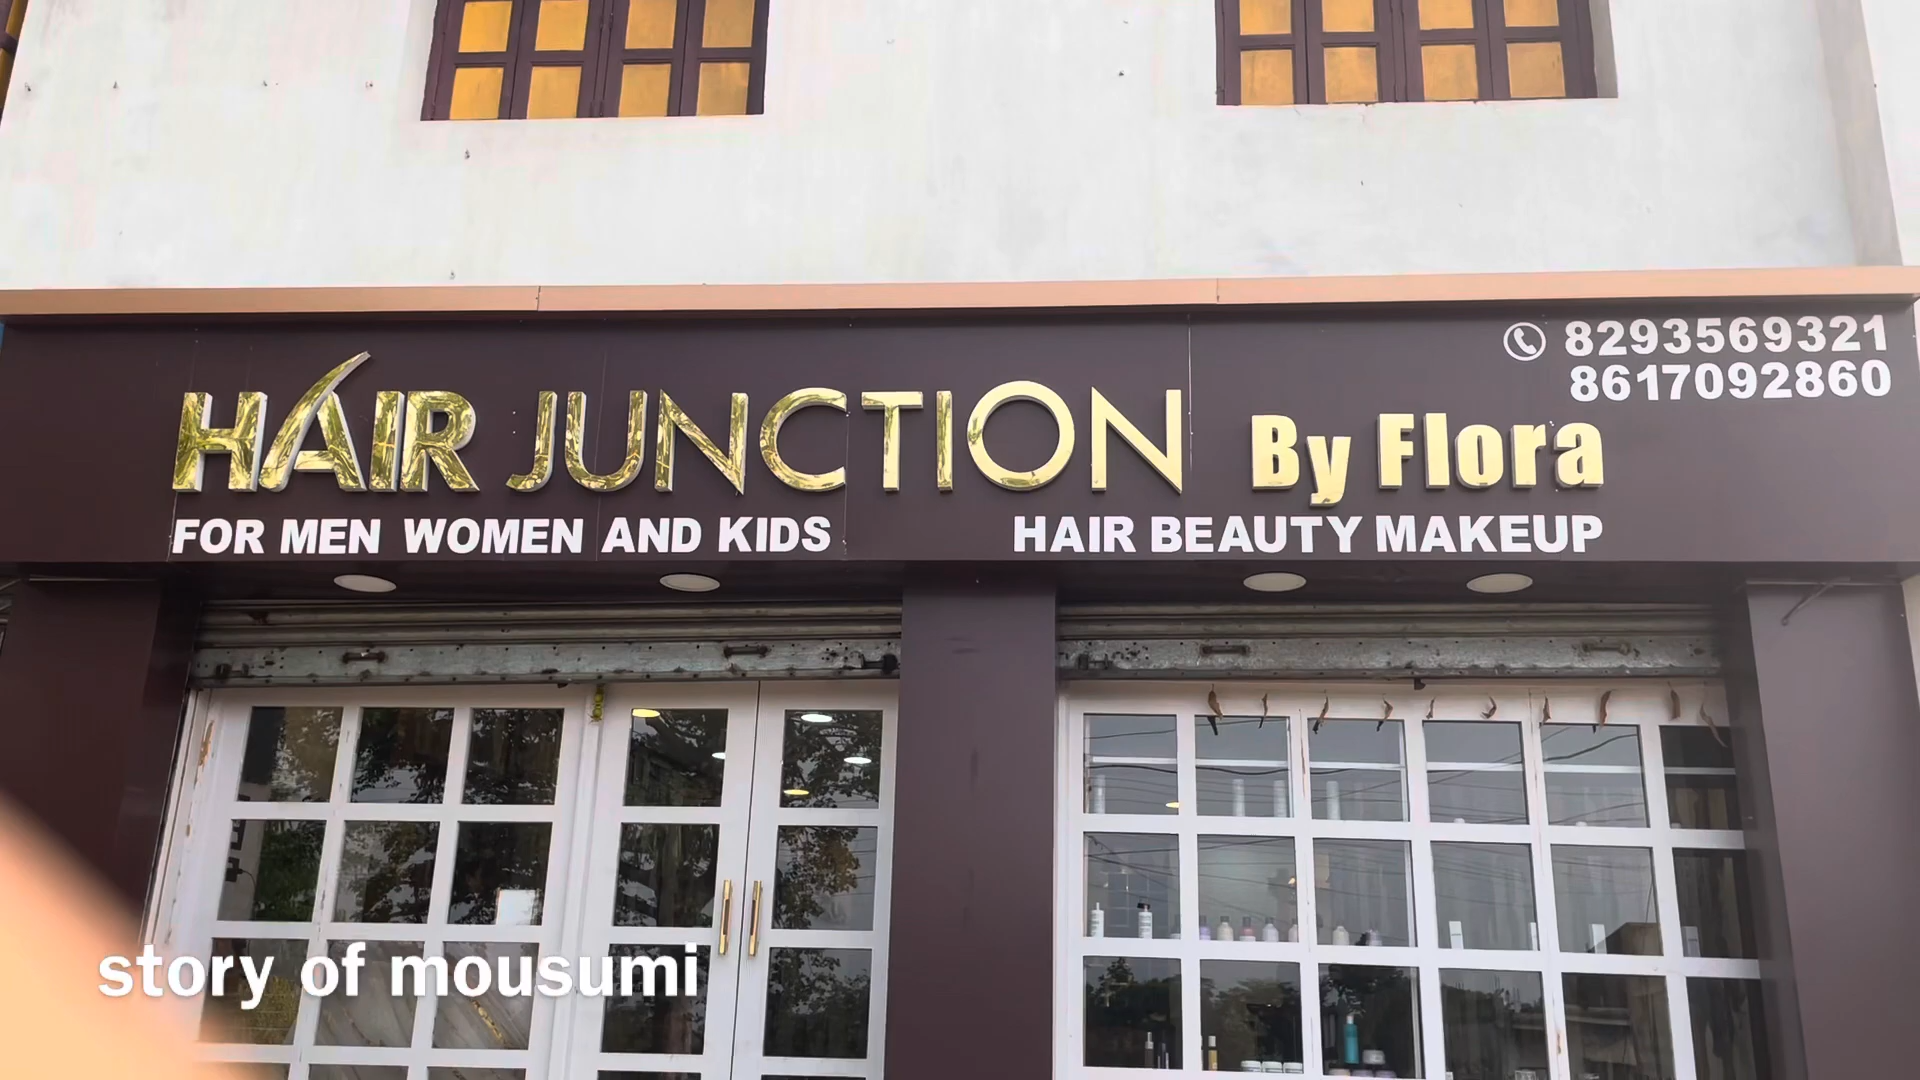 8293569321
8617092860
HAIR JUNCTION By Flora
FOR MEN WOMEN AND KIDS HAIR BEAUTY MAKEUP
story of mousumi